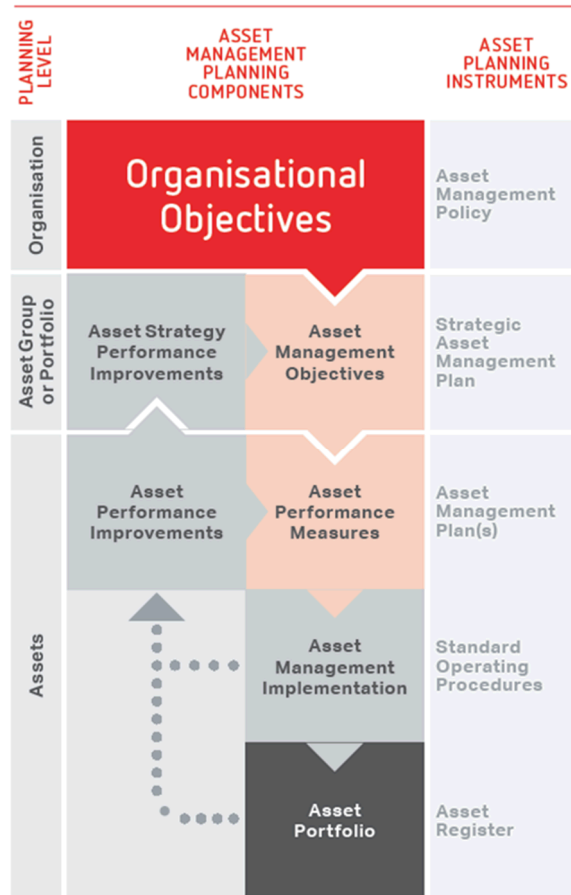 PLANNING
LEVEL
ASSET
MANAGEMENT
PLANNING
COMPONENTS
ASSET
PLANNING
INSTRUMENTS
Organisation
Organisational
Objectives
Asset
Management
Policy
Asset Group
or Portfolio
Asset Strategy
Performance
Improvements
Asset
Management
Objectives
Strategic
Asset
Management
Plan
Assets
Asset
Performance
Improvements
Asset
Performance
Measures
Asset
Management
Plan(s)
Asset
Management
Implementation
Standard
Operating
Procedures
Asset
Portfolio
Asset
Register